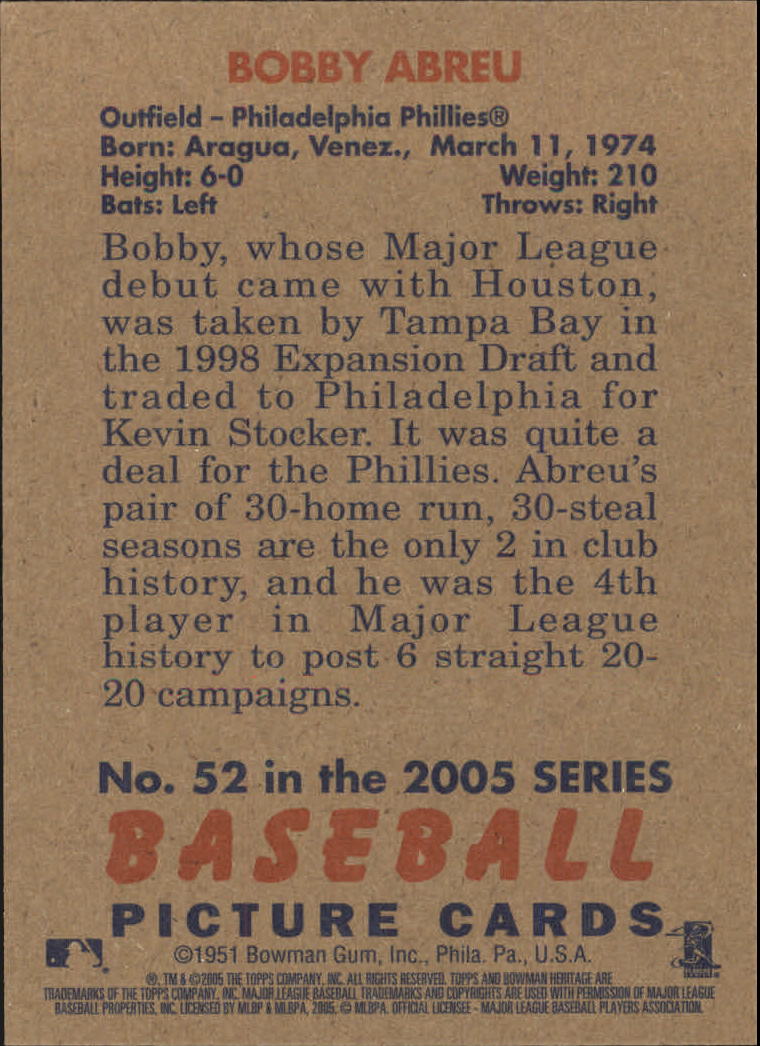 BOBBY ABREU
Outfield – Philadelphia Phillies®
Born: Aragua, Venez., March 11, 1974
Height: 6-0 Weight: 210
Bats: Left Throws: Right
Bobby, whose Major League
debut came with Houston,
was taken by Tampa Bay in
the 1998 Expansion Draft and
traded to Philadelphia for
Kevin Stocker. It was quite a
deal for the Phillies. Abreu's
pair of 30-home run, 30-steal
seasons are the only 2 in club
history, and he was the 4th
player in Major League
history to post 6 straight 20-
20 campaigns.
No. 52 in the 2005 SERIES
BASEBALL
PICTURE CARDS
©1951 Bowman Gum, Inc., Phila. Pa., U.S.A.
®, TM & ©2005 THE TOPPS COMPANY, INC. ALL RIGHTS RESERVED. TOPPS AND BOWMAN HERITAGE ARE
TRADEMARKS OF THE TOPPS COMPANY, INC. MAJOR LEAGUE BASEBALL TRADEMARKS AND COPYRIGHTS ARE USED WITH PERMISSION OF MAJOR LEAGUE
BASEBALL PROPERTIES, INC. LICENSED BY MLBP & MLBPA, 2005. © MLBPA. OFFICIAL LICENSEE - MAJOR LEAGUE BASEBALL PLAYERS ASSOCIATION.